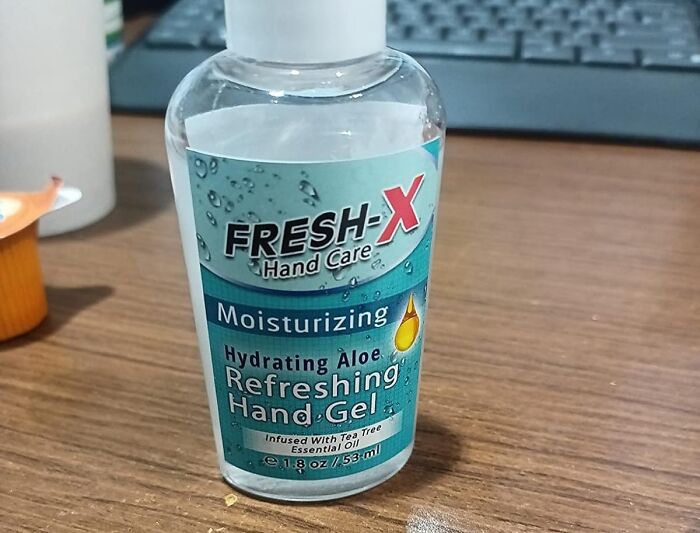 FRESH-X
Hand Care
Moisturizing
Hydrating Aloe
Refreshing
Hand Gel
Infused With Tea Tree
Essential Oil
℮ 1.8 oz / 53 ml